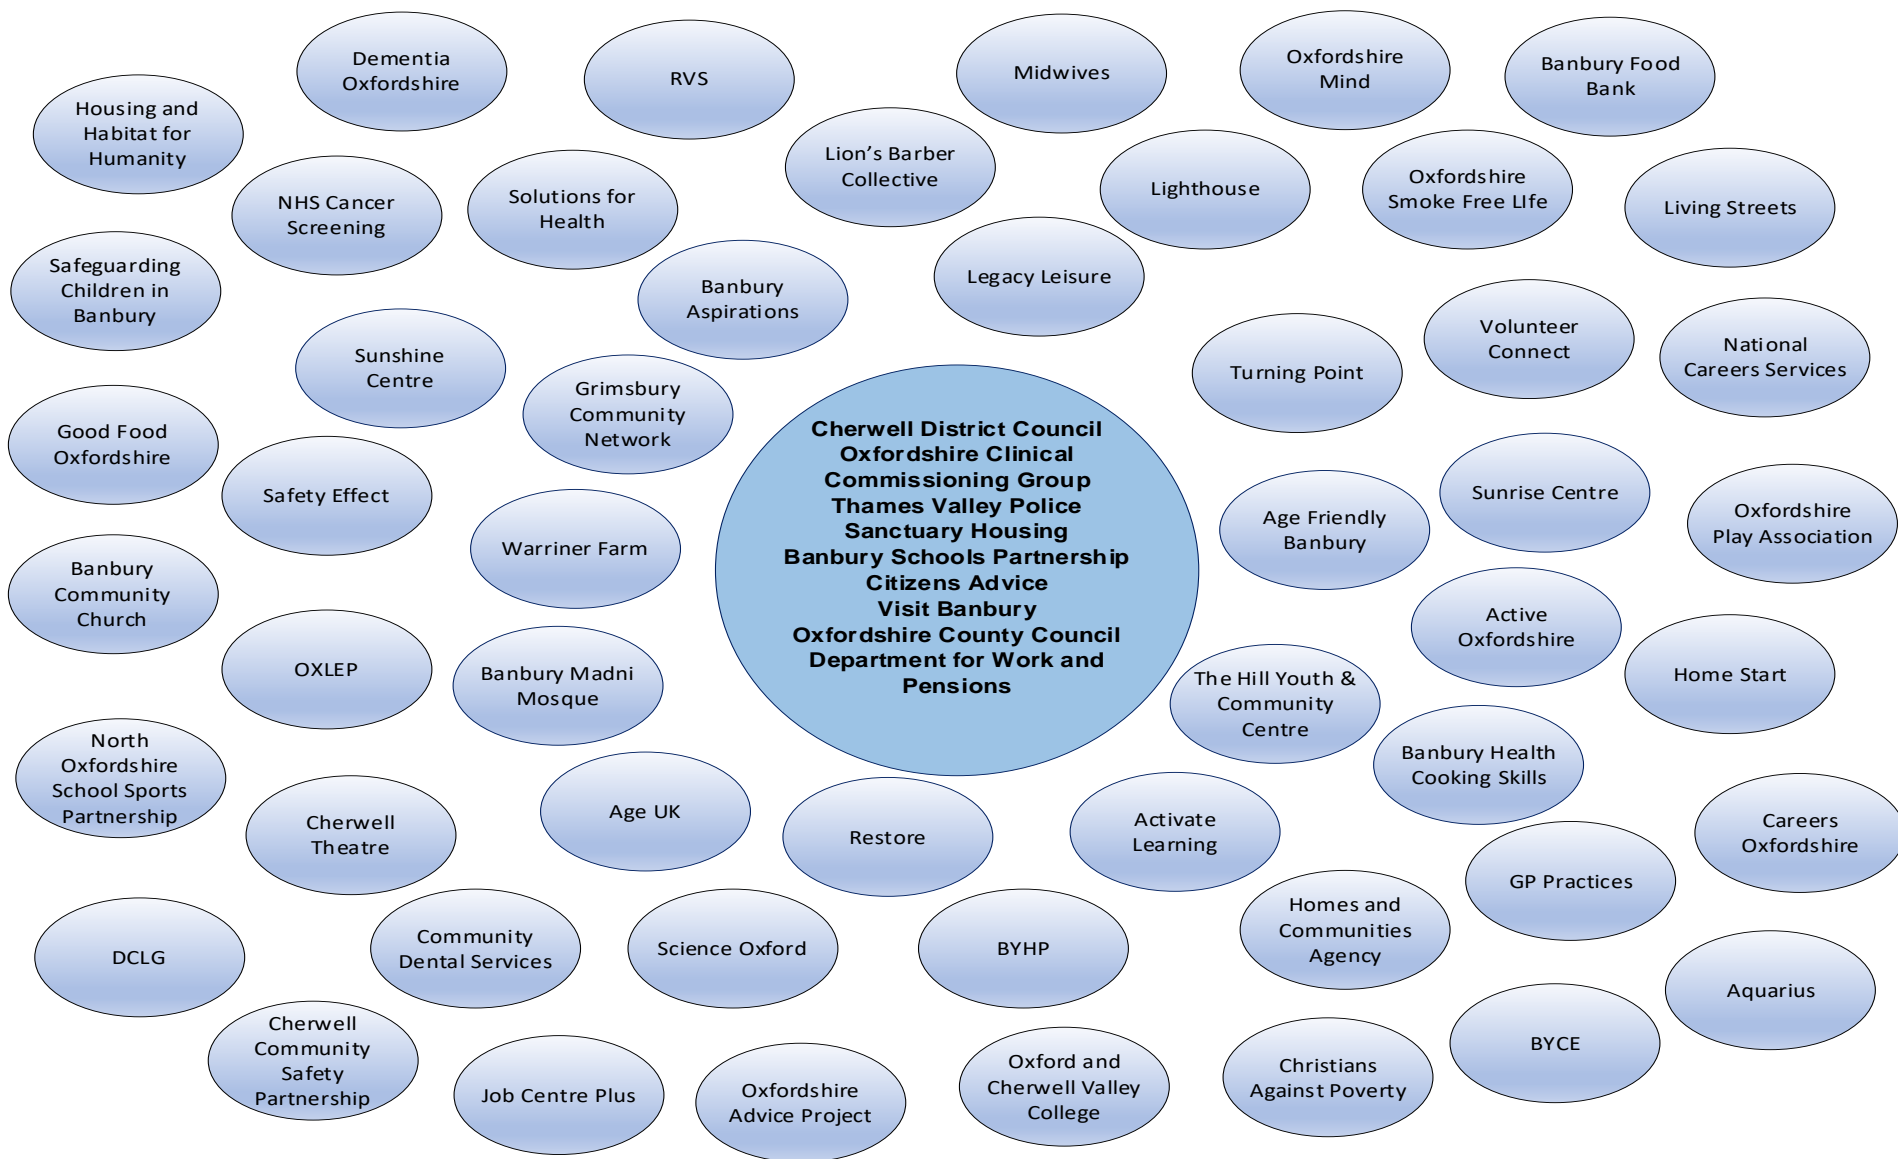 Dementia
Oxfordshire
RVS
Midwives
Oxfordshire
Mind
Banbury Food
Bank
Housing and
Habitat for
Humanity
Lion's Barber
Collective
Lighthouse
Oxfordshire
Smoke Free LIfe
Living Streets
NHS Cancer
Screening
Solutions for
Health
Safeguarding
Children in
Banbury
Banbury
Aspirations
Legacy Leisure
Volunteer
Connect
National
Careers Services
Sunshine
Centre
Grimsbury
Community
Network
Turning Point
Good Food
Oxfordshire
Safety Effect
Cherwell District Council
Oxfordshire Clinical
Commissioning Group
Thames Valley Police
Sanctuary Housing
Banbury Schools Partnership
Citizens Advice
Visit Banbury
Oxfordshire County Council
Department for Work and
Pensions
Age Friendly
Banbury
Sunrise Centre
Oxfordshire
Play Association
Warriner Farm
Banbury
Community
Church
OXLEP
Banbury Madni
Mosque
Active
Oxfordshire
The Hill Youth &
Community
Centre
Home Start
North
Oxfordshire
School Sports
Partnership
Cherwell
Theatre
Age UK
Restore
Activate
Learning
Banbury Health
Cooking Skills
Careers
Oxfordshire
GP Practices
DCLG
Community
Dental Services
Science Oxford
BYHP
Homes and
Communities
Agency
Aquarius
Cherwell
Community
Safety
Partnership
Job Centre Plus
Oxfordshire
Advice Project
Oxford and
Cherwell Valley
College
Christians
Against Poverty
BYCE